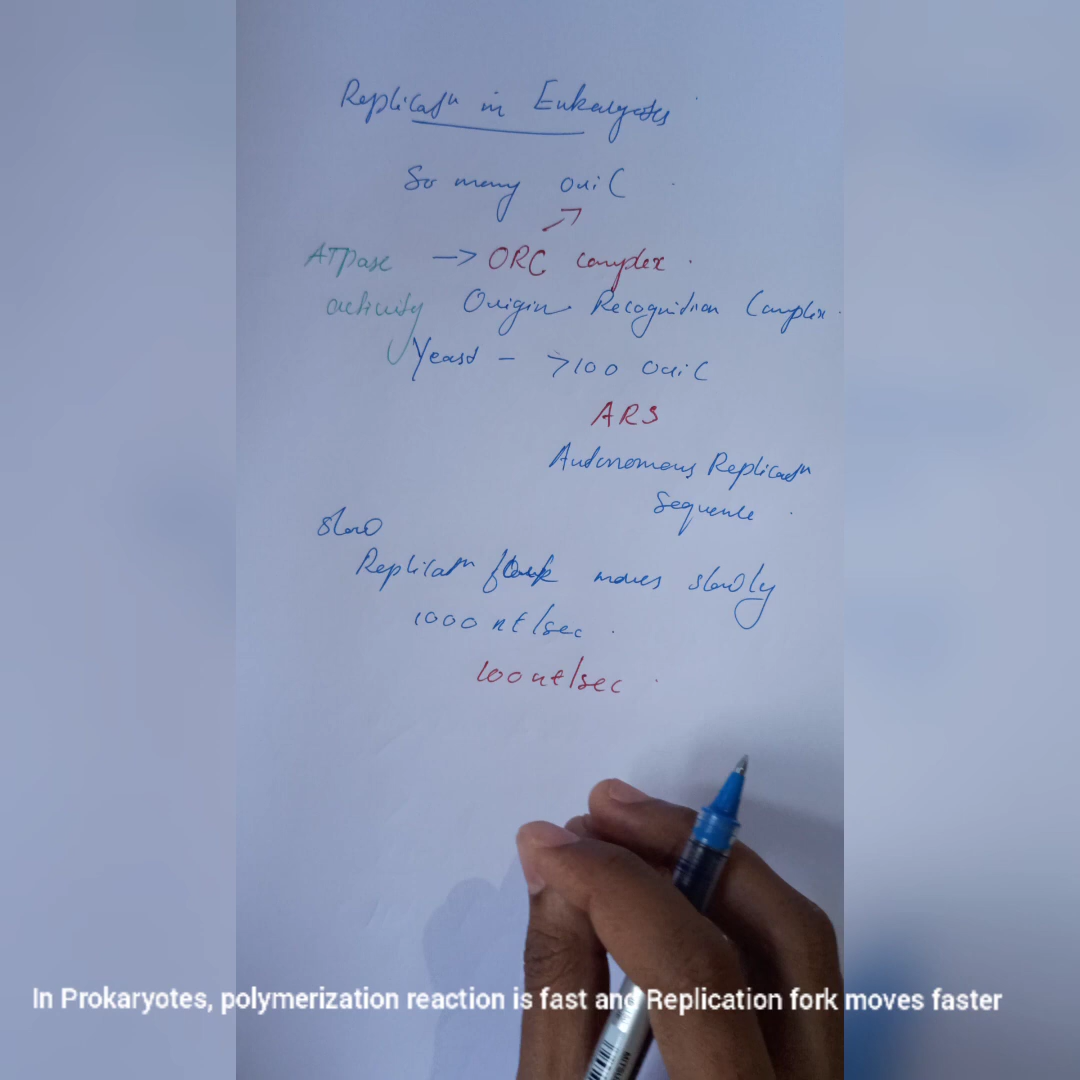 Replicatn in Eukaryotes
So many oriC
ATPase → ORC complex.
activity Origin Recognition Complex.
Yeast - >100 oriC
ARS
Autonomous Replicatn
Sequence
slow
Replicatn fork moves slowly
1000 nt/sec.
100 nt/sec.
In Prokaryotes, polymerization reaction is fast and Replication fork moves faster